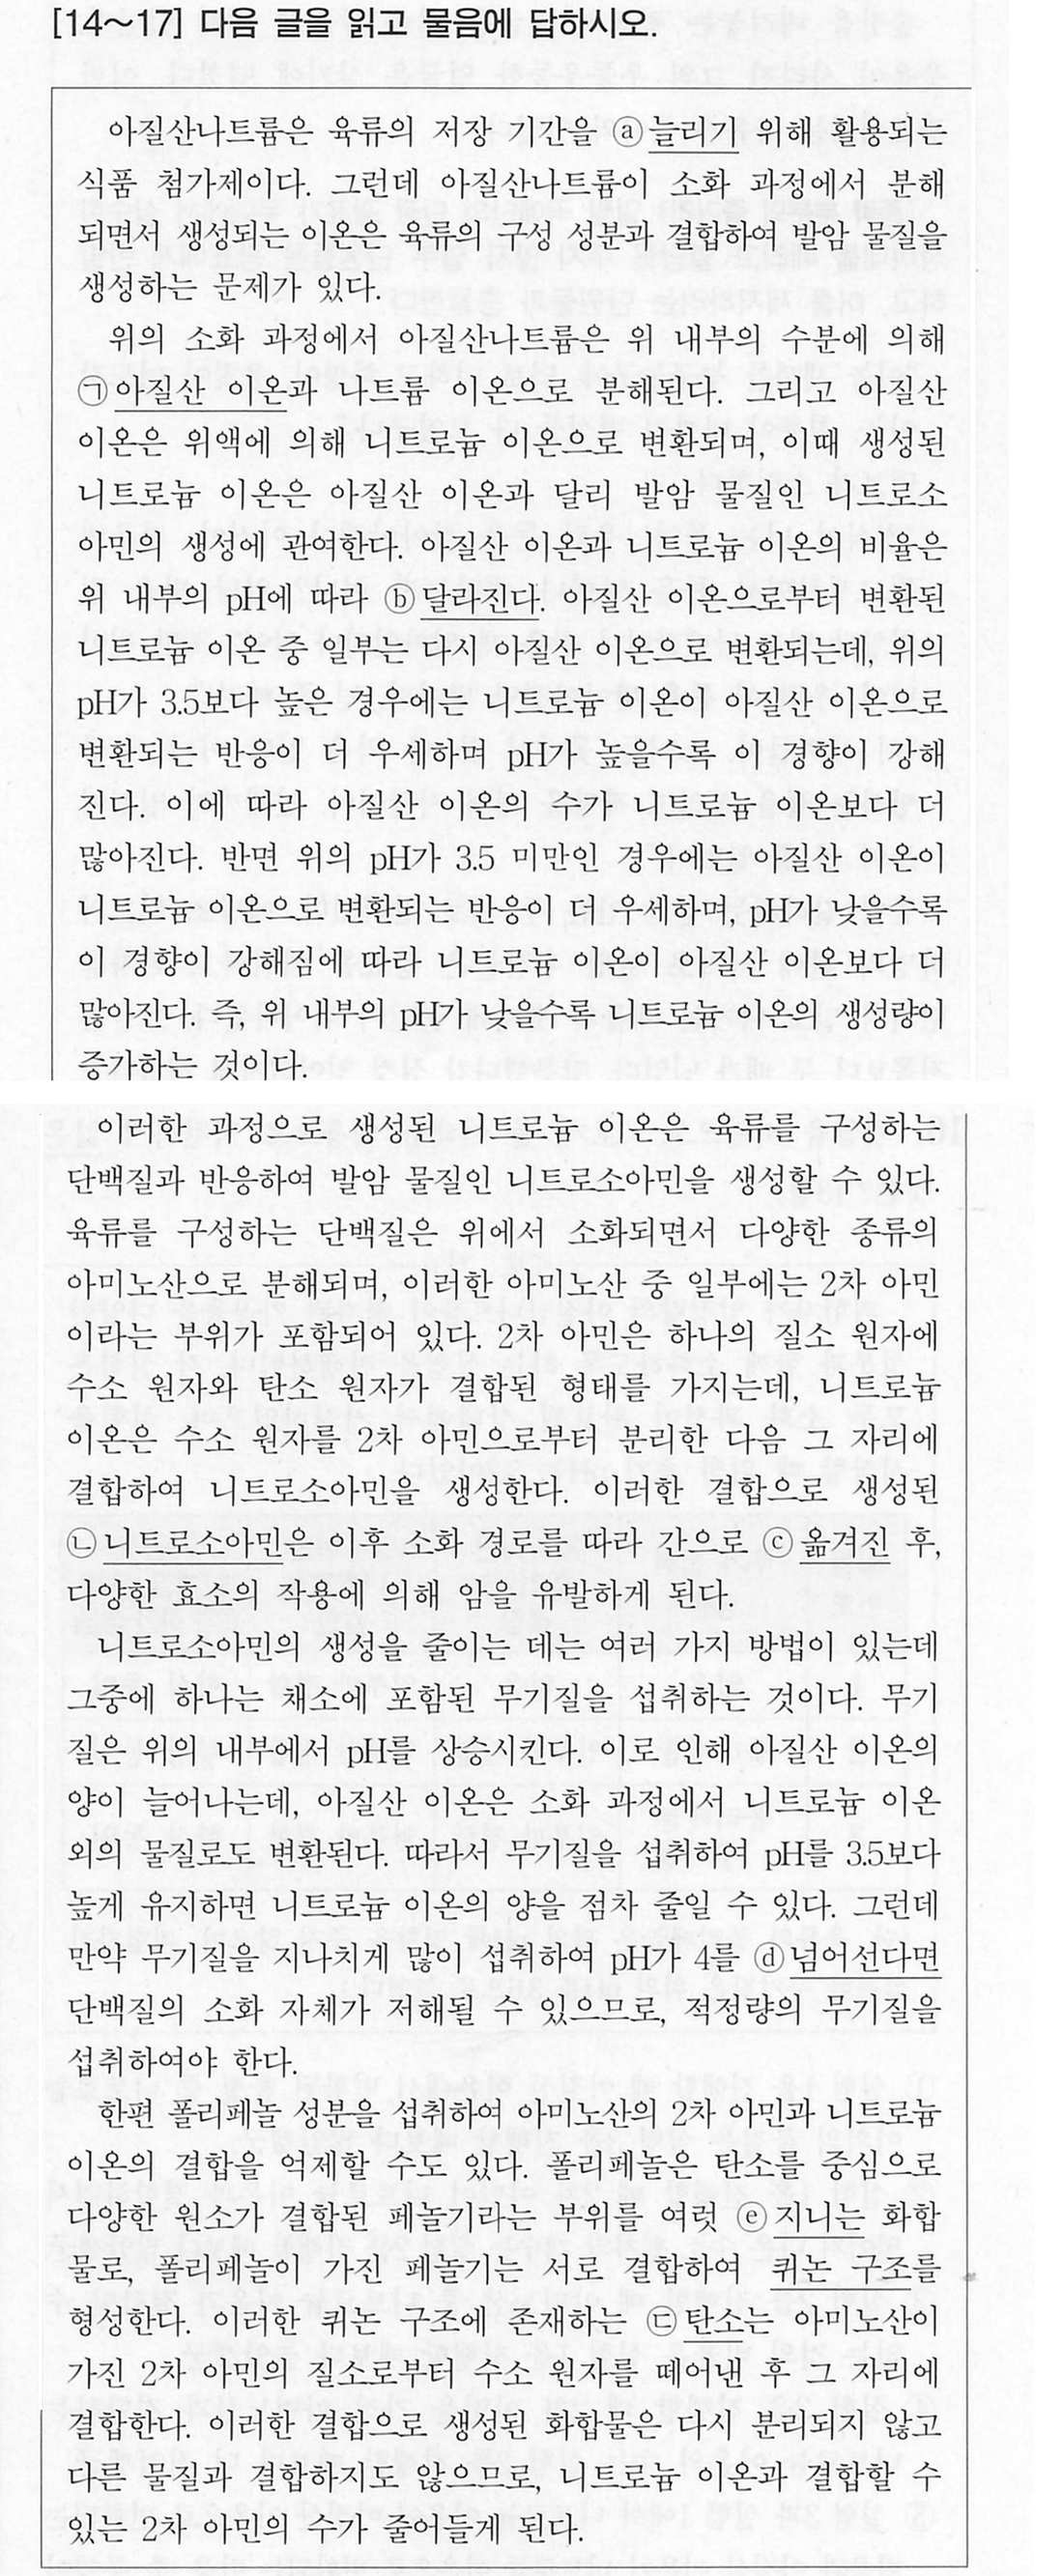 [14～17] 다음 글을 읽고 물음에 답하시오.
아질산나트륨은 육류의 저장 기간을 ⓐ늘리기 위해 활용되는
식품 첨가제이다. 그런데 아질산나트륨이 소화 과정에서 분해
되면서 생성되는 이온은 육류의 구성 성분과 결합하여 발암 물질을
생성하는 문제가 있다.
위의 소화 과정에서 아질산나트륨은 위 내부의 수분에 의해
㉠아질산 이온과 나트륨 이온으로 분해된다. 그리고 아질산
이온은 위액에 의해 니트로늄 이온으로 변환되며, 이때 생성된
니트로늄 이온은 아질산 이온과 달리 발암 물질인 니트로소
아민의 생성에 관여한다. 아질산 이온과 니트로늄 이온의 비율은
위 내부의 pH에 따라 ⓑ달라진다. 아질산 이온으로부터 변환된
니트로늄 이온 중 일부는 다시 아질산 이온으로 변환되는데, 위의
pH가 3.5보다 높은 경우에는 니트로늄 이온이 아질산 이온으로
변환되는 반응이 더 우세하며 pH가 높을수록 이 경향이 강해
진다. 이에 따라 아질산 이온의 수가 니트로늄 이온보다 더
많아진다. 반면 위의 pH가 3.5 미만인 경우에는 아질산 이온이
니트로늄 이온으로 변환되는 반응이 더 우세하며, pH가 낮을수록
이 경향이 강해짐에 따라 니트로늄 이온이 아질산 이온보다 더
많아진다. 즉, 위 내부의 pH가 낮을수록 니트로늄 이온의 생성량이
증가하는 것이다.
이러한 과정으로 생성된 니트로늄 이온은 육류를 구성하는
단백질과 반응하여 발암 물질인 니트로소아민을 생성할 수 있다.
육류를 구성하는 단백질은 위에서 소화되면서 다양한 종류의
아미노산으로 분해되며, 이러한 아미노산 중 일부에는 2차 아민
이라는 부위가 포함되어 있다. 2차 아민은 하나의 질소 원자에
수소 원자와 탄소 원자가 결합된 형태를 가지는데, 니트로늄
이온은 수소 원자를 2차 아민으로부터 분리한 다음 그 자리에
결합하여 니트로소아민을 생성한다. 이러한 결합으로 생성된
㉡니트로소아민은 이후 소화 경로를 따라 간으로 ⓒ옮겨진 후,
다양한 효소의 작용에 의해 암을 유발하게 된다.
니트로소아민의 생성을 줄이는 데는 여러 가지 방법이 있는데
그중에 하나는 채소에 포함된 무기질을 섭취하는 것이다. 무기
질은 위의 내부에서 pH를 상승시킨다. 이로 인해 아질산 이온의
양이 늘어나는데, 아질산 이온은 소화 과정에서 니트로늄 이온
외의 물질로도 변환된다. 따라서 무기질을 섭취하여 pH를 3.5보다
높게 유지하면 니트로늄 이온의 양을 점차 줄일 수 있다. 그런데
만약 무기질을 지나치게 많이 섭취하여 pH가 4를 ⓓ넘어선다면
단백질의 소화 자체가 저해될 수 있으므로, 적정량의 무기질을
섭취하여야 한다.
한편 폴리페놀 성분을 섭취하여 아미노산의 2차 아민과 니트로늄
이온의 결합을 억제할 수도 있다. 폴리페놀은 탄소를 중심으로
다양한 원소가 결합된 페놀기라는 부위를 여럿 ⓔ지니는 화합
물로, 폴리페놀이 가진 페놀기는 서로 결합하여 퀴논 구조를
형성한다. 이러한 퀴논 구조에 존재하는 ㉢탄소는 아미노산이
가진 2차 아민의 질소로부터 수소 원자를 떼어낸 후 그 자리에
결합한다. 이러한 결합으로 생성된 화합물은 다시 분리되지 않고
다른 물질과 결합하지도 않으므로, 니트로늄 이온과 결합할 수
있는 2차 아민의 수가 줄어들게 된다.